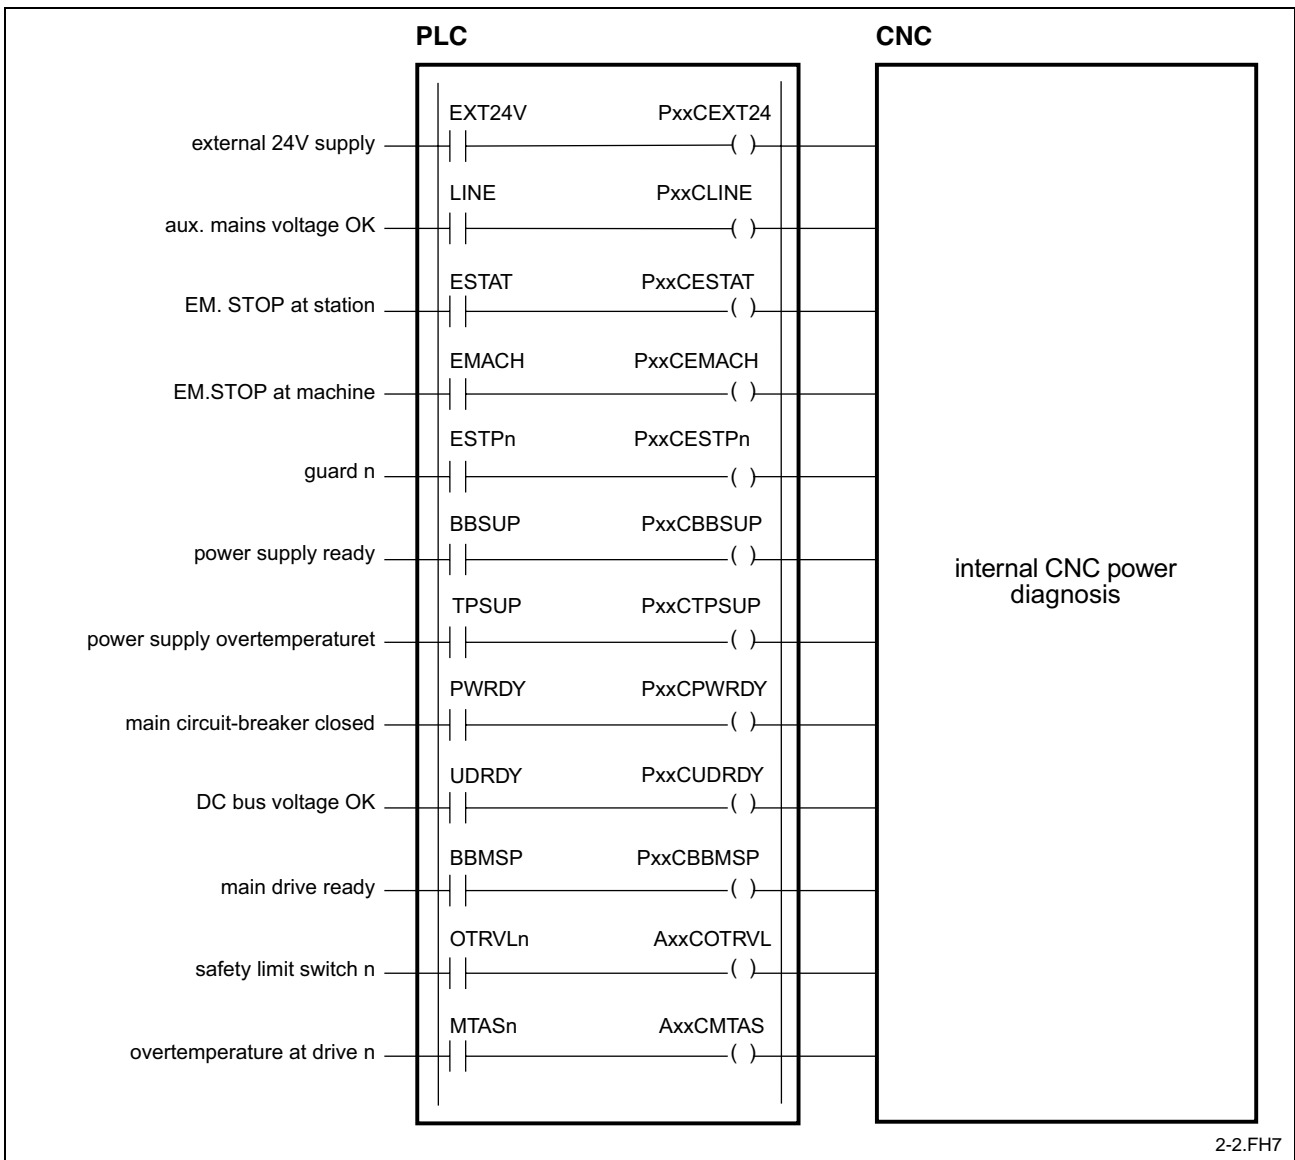 PLC
CNC
EXT24V PxxCEXT24
external 24V supply ( )
LINE PxxCLINE
aux. mains voltage OK ( )
ESTAT PxxCESTAT
EM. STOP at station ( )
EMACH PxxCEMACH
EM.STOP at machine ( )
ESTPn PxxCESTPn
guard n ( )
BBSUP PxxCBBSUP
power supply ready ( )
internal CNC power
diagnosis
TPSUP PxxCTPSUP
power supply overtemperaturet ( )
PWRDY PxxCPWRDY
main circuit-breaker closed ( )
UDRDY PxxCUDRDY
DC bus voltage OK ( )
BBMSP PxxCBBMSP
main drive ready ( )
OTRVLn AxxCOTRVL
safety limit switch n ( )
MTASn AxxCMTAS
overtemperature at drive n ( )
2-2.FH7